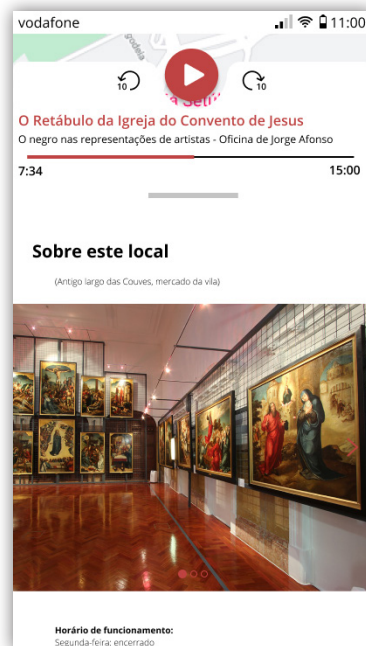 vodafone 11:00
10 10
O Retábulo da Igreja do Convento de Jesus
O negro nas representações de artistas - Oficina de Jorge Afonso
7:34 15:00
Sobre este local
(Antigo largo das Couves, mercado da vila)
Horário de funcionamento:
Segunda-feira: encerrado